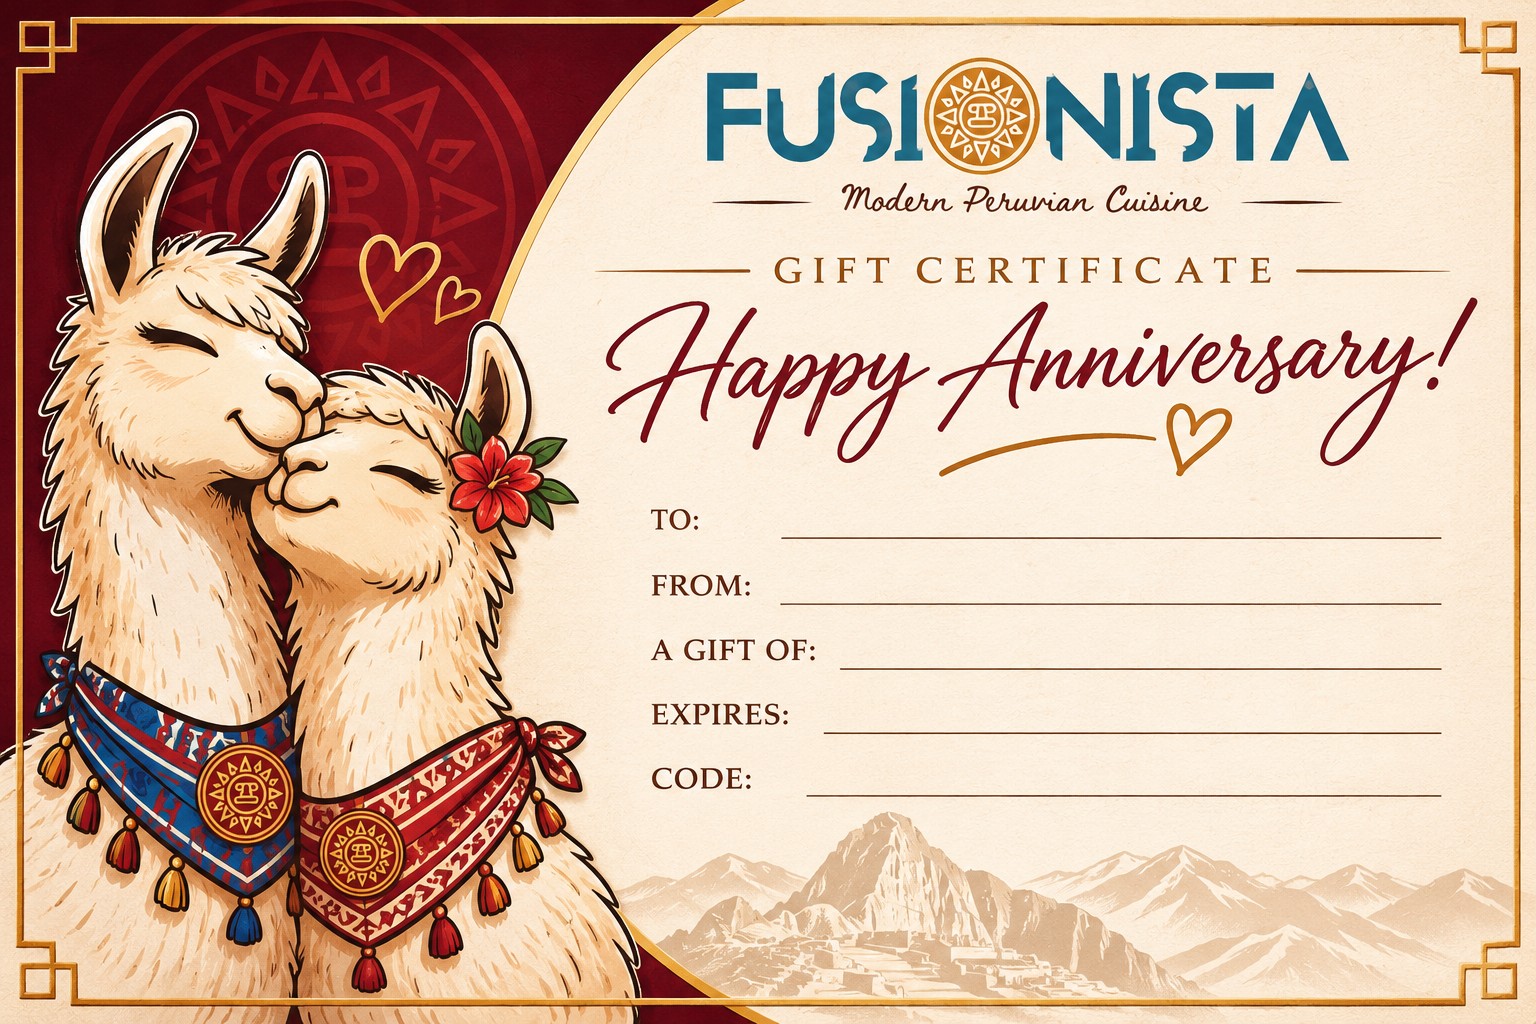 FUSIONISTA
Modern Peruvian Cuisine
GIFT CERTIFICATE
Happy Anniversary!
TO:
FROM:
A GIFT OF:
EXPIRES:
CODE: